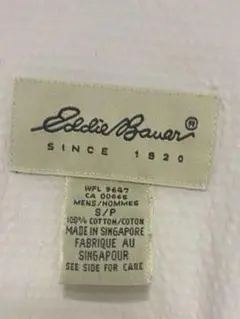 Eddie Bauer®
SINCE 1920
WPL 9647
CA 00665
MENS/HOMMES
S/P
100% COTTON/COTON
MADE IN SINGAPORE
FABRIQUE AU
SINGAPOUR
SEE SIDE FOR CARE